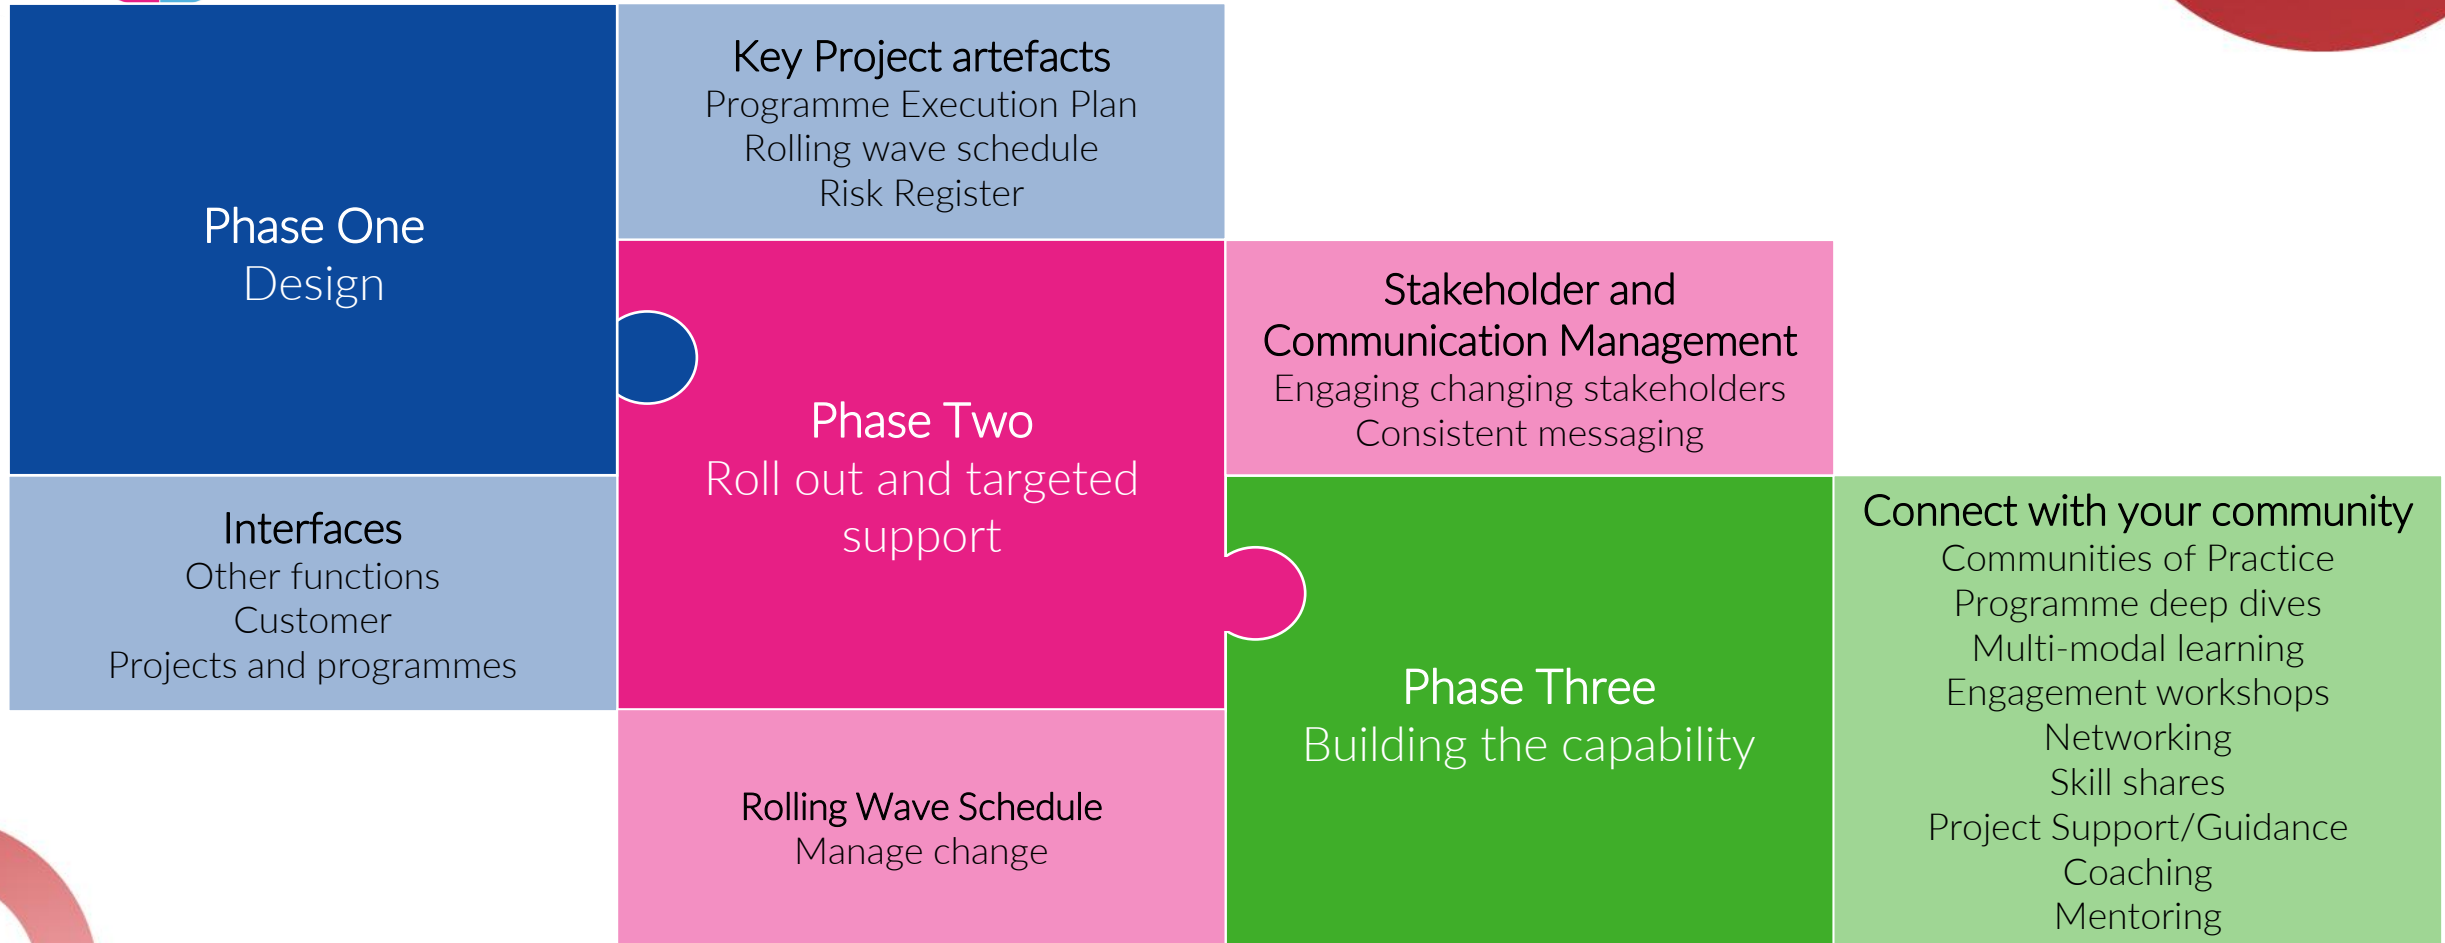 Phase One
Design
Key Project artefacts
Programme Execution Plan
Rolling wave schedule
Risk Register
Interfaces
Other functions
Customer
Projects and programmes
Phase Two
Roll out and targeted
support
Stakeholder and
Communication Management
Engaging changing stakeholders
Consistent messaging
Rolling Wave Schedule
Manage change
Phase Three
Building the capability
Connect with your community
Communities of Practice
Programme deep dives
Multi-modal learning
Engagement workshops
Networking
Skill shares
Project Support/Guidance
Coaching
Mentoring